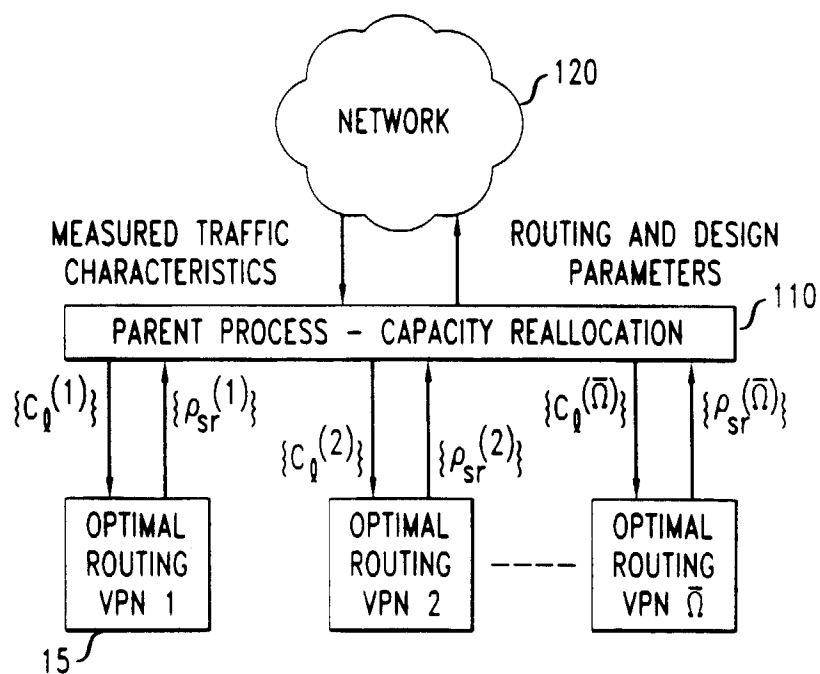 120
NETWORK
MEASURED TRAFFIC
CHARACTERISTICS
ROUTING AND DESIGN
PARAMETERS
110
PARENT PROCESS – CAPACITY REALLOCATION
{C_ℓ^(1)}
{ρ_sr^(1)}
{C_ℓ^(2)}
{ρ_sr^(2)}
{C_ℓ^(Ω̄)}
{ρ_sr^(Ω̄)}
OPTIMAL
ROUTING
VPN 1
OPTIMAL
ROUTING
VPN 2
OPTIMAL
ROUTING
VPN Ω̄
15